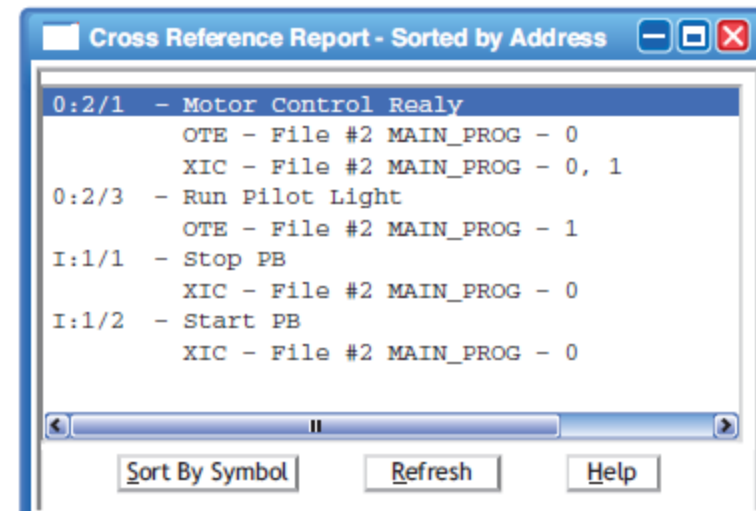 Cross Reference Report - Sorted by Address
0:2/1 - Motor Control Realy
OTE - File #2 MAIN_PROG - 0
XIC - File #2 MAIN_PROG - 0, 1
0:2/3 - Run Pilot Light
OTE - File #2 MAIN_PROG - 1
I:1/1 - Stop PB
XIC - File #2 MAIN_PROG - 0
I:1/2 - Start PB
XIC - File #2 MAIN_PROG - 0
Sort By Symbol Refresh Help